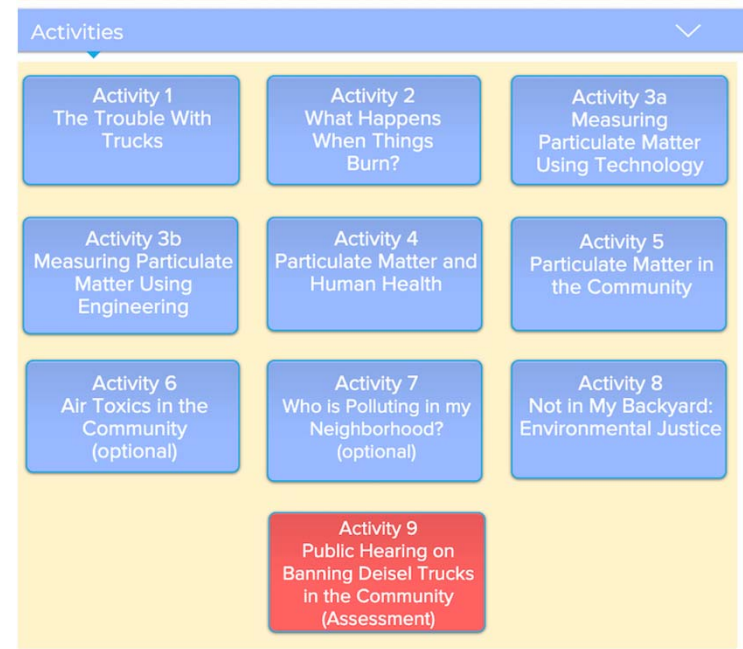 Activities
Activity 1
The Trouble With
Trucks
Activity 2
What Happens
When Things
Burn?
Activity 3a
Measuring
Particulate Matter
Using Technology
Activity 3b
Measuring Particulate
Matter Using
Engineering
Activity 4
Particulate Matter and
Human Health
Activity 5
Particulate Matter in
the Community
Activity 6
Air Toxics in the
Community
(optional)
Activity 7
Who is Polluting in my
Neighborhood?
(optional)
Activity 8
Not in My Backyard:
Environmental Justice
Activity 9
Public Hearing on
Banning Deisel Trucks
in the Community
(Assessment)